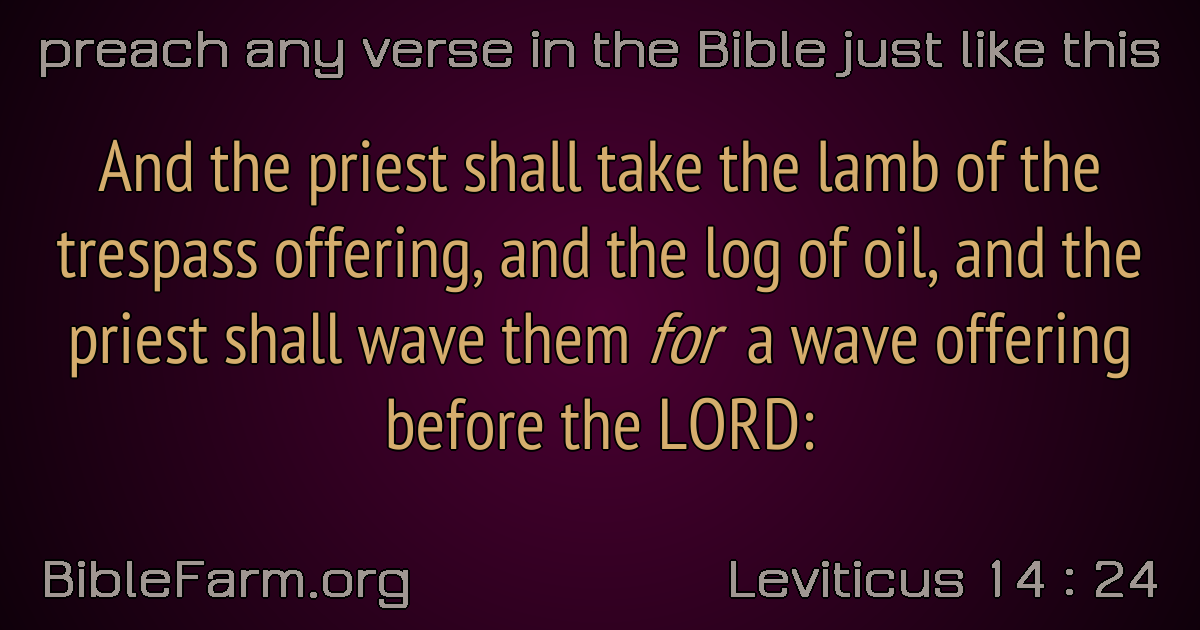 preach any verse in the Bible just like this
And the priest shall take the lamb of the
trespass offering, and the log of oil, and the
priest shall wave them for a wave offering
before the LORD:
BibleFarm.org
Leviticus 14 : 24